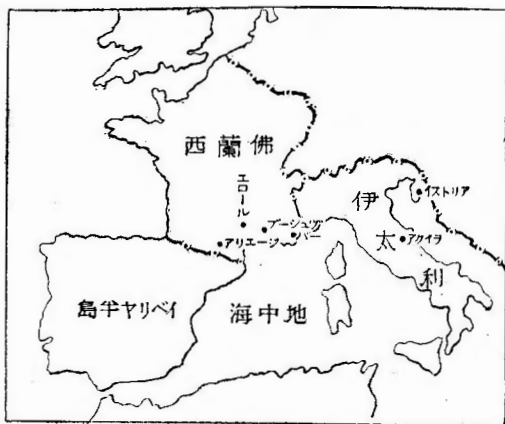 佛蘭西
エロール
ブーシュヅ
バー
アリエージ
イストリア
アクイラ
伊太利
イベリヤ半島
地中海